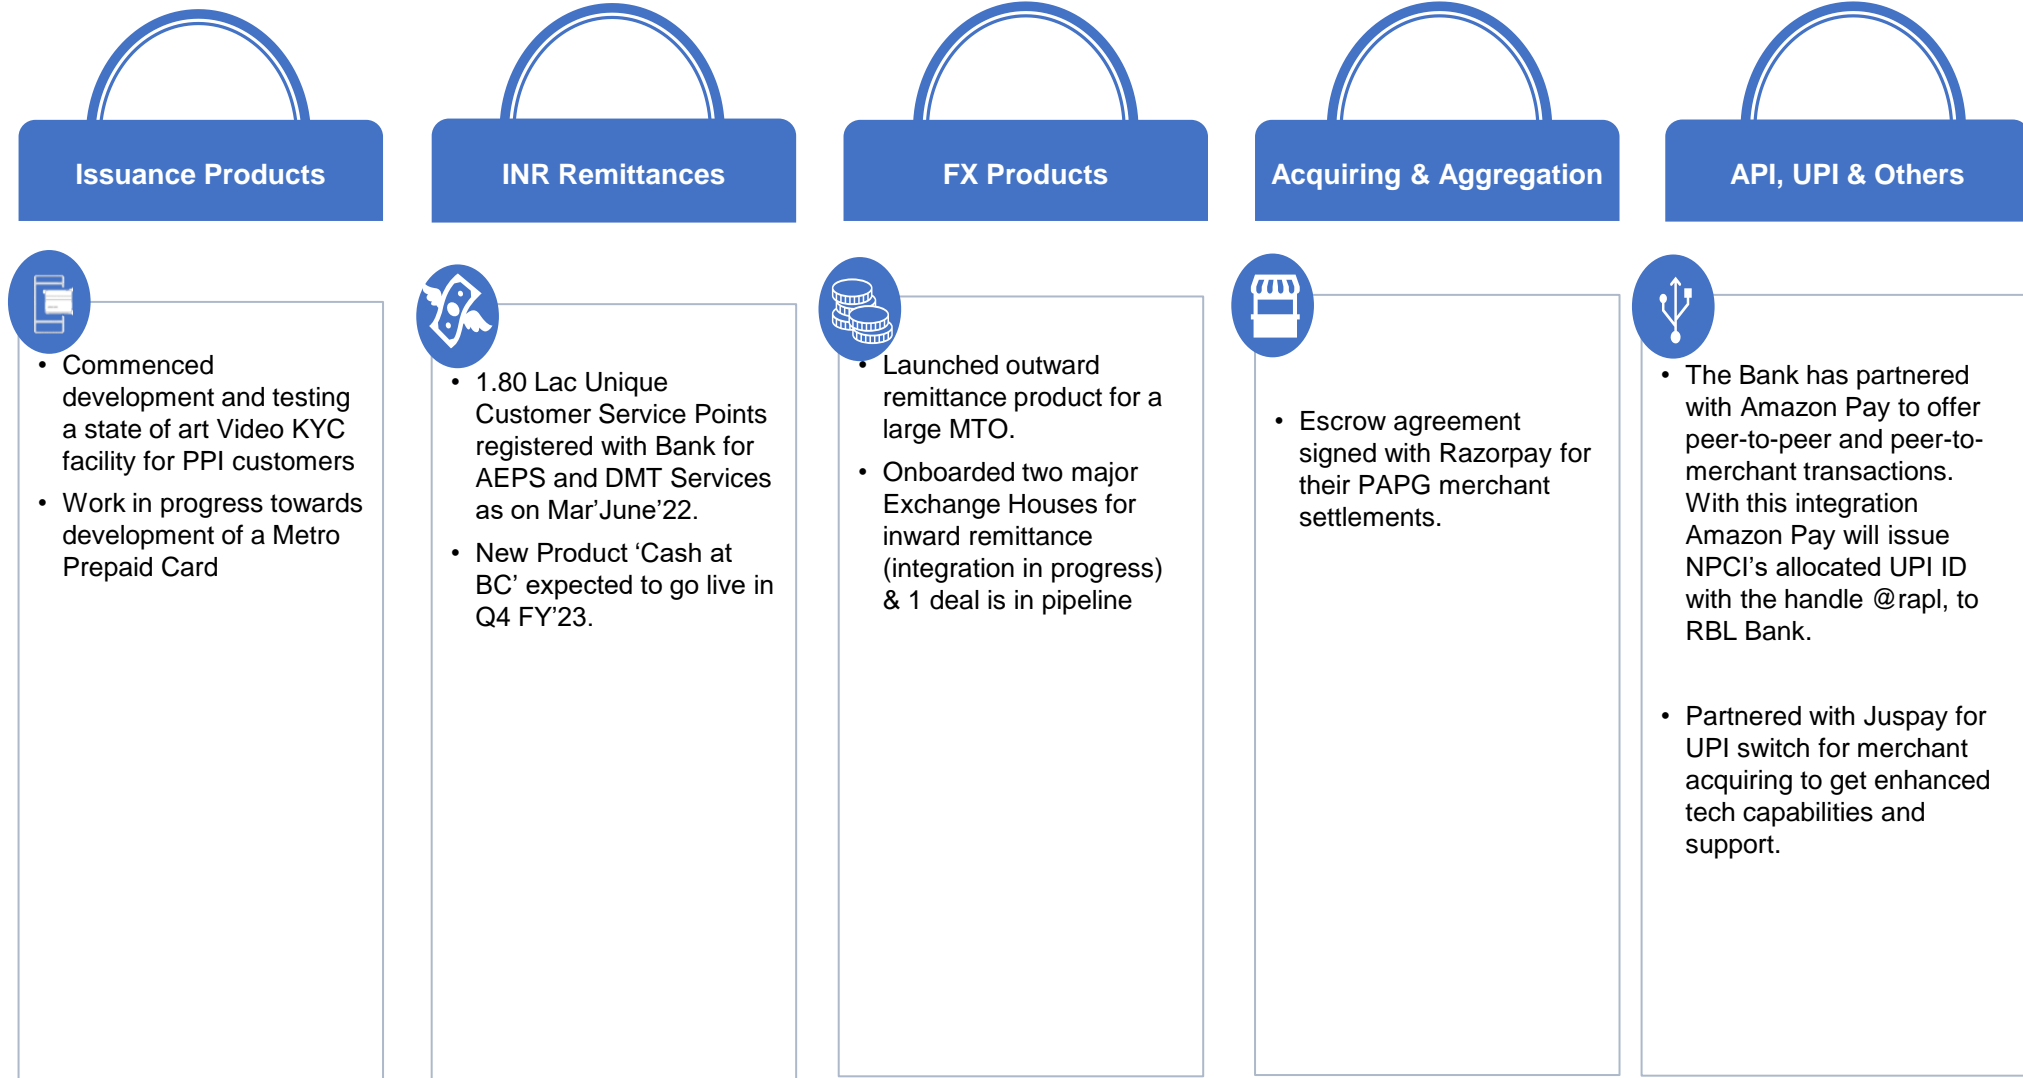 Issuance Products
INR Remittances
FX Products
Acquiring & Aggregation
API, UPI & Others
• Commenced
development and testing
a state of art Video KYC
facility for PPI customers
• Work in progress towards
development of a Metro
Prepaid Card
• 1.80 Lac Unique
Customer Service Points
registered with Bank for
AEPS and DMT Services
as on Mar'June'22.
• New Product ‘Cash at
BC’ expected to go live in
Q4 FY’23.
• Launched outward
remittance product for a
large MTO.
• Onboarded two major
Exchange Houses for
inward remittance
(integration in progress)
& 1 deal is in pipeline
• Escrow agreement
signed with Razorpay for
their PAPG merchant
settlements.
• The Bank has partnered
with Amazon Pay to offer
peer-to-peer and peer-to-
merchant transactions.
With this integration
Amazon Pay will issue
NPCI’s allocated UPI ID
with the handle @rapl, to
RBL Bank.
• Partnered with Juspay for
UPI switch for merchant
acquiring to get enhanced
tech capabilities and
support.